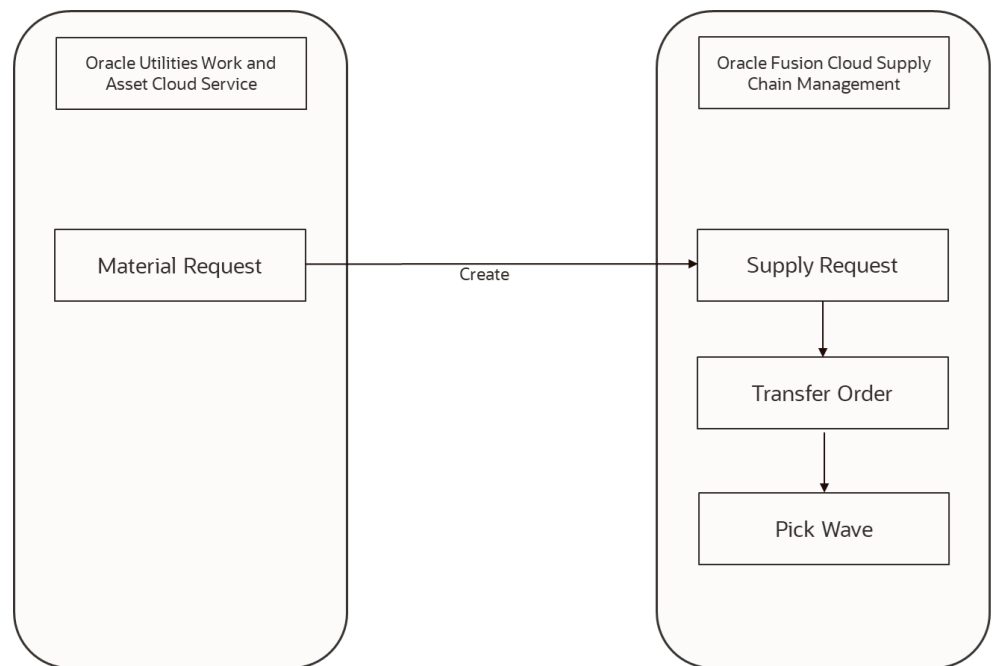 Oracle Utilities Work and
Asset Cloud Service
Oracle Fusion Cloud Supply
Chain Management
Material Request
Create
Supply Request
Transfer Order
Pick Wave